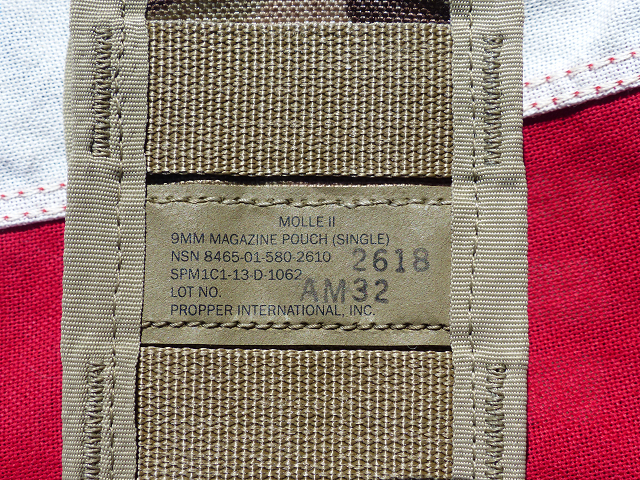 MOLLE II
9MM MAGAZINE POUCH (SINGLE)
NSN 8465-01-580-2610 2618
SPM1C1-13-D-1062
LOT NO. AM32
PROPPER INTERNATIONAL, INC.